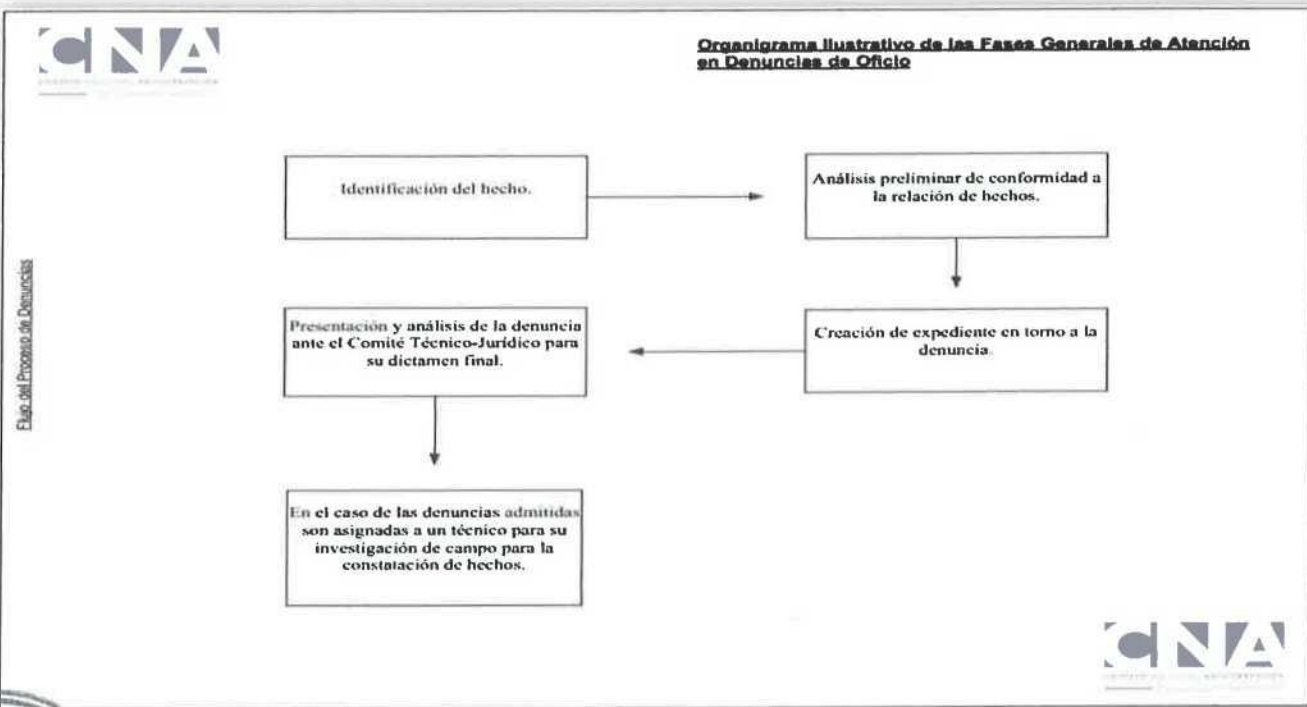 CNA
Organigrama Ilustrativo de las Fases Generales de Atención
en Denuncias de Oficio
Identificación del hecho.
Análisis preliminar de conformidad a
la relación de hechos.
Flujo del Proceso de Denuncias
Presentación y análisis de la denuncia
ante el Comité Técnico-Jurídico para
su dictamen final.
Creación de expediente en torno a la
denuncia.
En el caso de las denuncias admitidas
son asignadas a un técnico para su
investigación de campo para la
constatación de hechos.
CNA